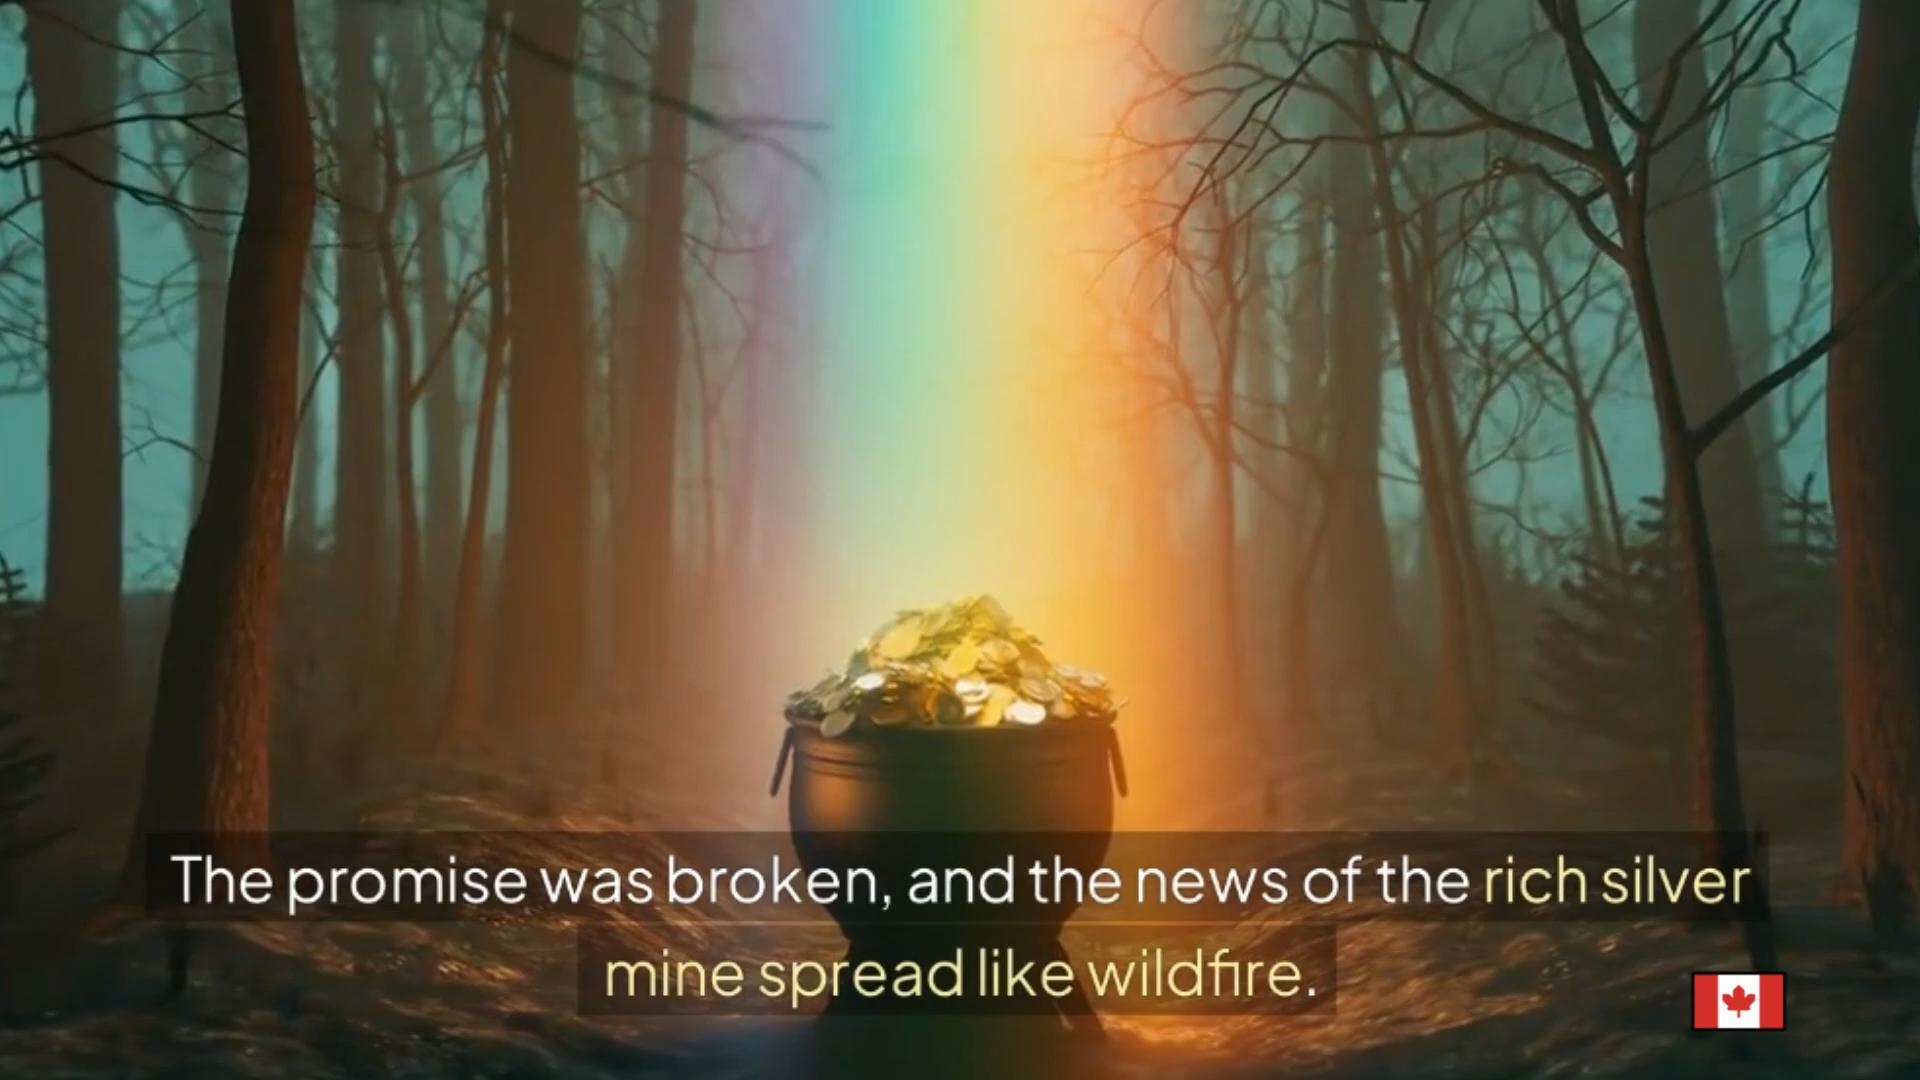 The promise was broken, and the news of the rich silver
mine spread like wildfire.